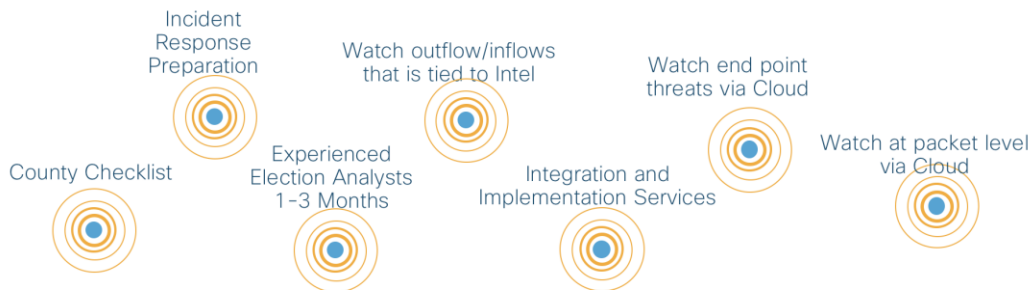 County Checklist
Incident
Response
Preparation
Experienced
Election Analysts
1-3 Months
Watch outflow/inflows
that is tied to Intel
Integration and
Implementation Services
Watch end point
threats via Cloud
Watch at packet level
via Cloud